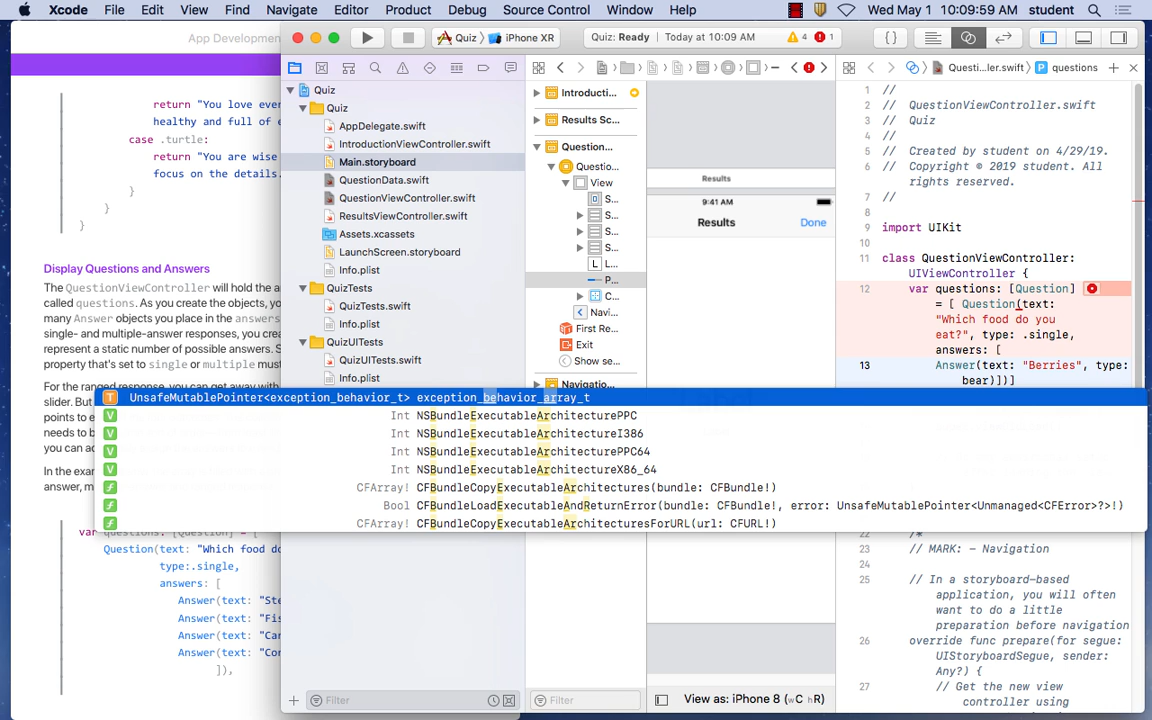 Xcode File Edit View Find Navigate Editor Product Debug Source Control Window Help Wed May 1 10:09:59 AM student
App Developmen
return "You love ever
healthy and full of e
case .turtle:
return "You are wise
focus on the details.
}
}
}
Display Questions and Answers
The QuestionViewController will hold the a
called questions. As you create the objects, yo
many Answer objects you place in the answers
single- and multiple-answer responses, you crea
represent a static number of possible answers. S
property that's set to single or multiple must
For the ranged response, you can get away with
slider. But
points to e
needs to b
you can ac
In the exam
answer, m
var questions: [Question] = [
Question(text: "Which food do
type:.single,
answers: [
Answer(text: "Ste
Answer(text: "Fis
Answer(text: "Car
Answer(text: "Cor
]),
Quiz iPhone XR
Quiz: Ready Today at 10:09 AM 4 1
Quiz
Quiz
AppDelegate.swift
IntroductionViewController.swift
Main.storyboard
QuestionData.swift
QuestionViewController.swift
ResultsViewController.swift
Assets.xcassets
LaunchScreen.storyboard
Info.plist
QuizTests
QuizTests.swift
Info.plist
QuizUITests
QuizUITests.swift
Info.plist
Filter
Introducti...
Results Sc...
Question...
Questio...
View
S...
S...
S...
S...
L L...
P...
C...
Navi...
First Re...
Exit
Show se...
Navigatio...
Filter
Results
9:41 AM
Results Done
View as: iPhone 8 (wC hR)
Questi...ler.swift P questions
1 //
2 // QuestionViewController.swift
3 // Quiz
4 //
5 // Created by student on 4/29/19.
6 // Copyright © 2019 student. All
rights reserved.
7 //
8
9 import UIKit
10
11 class QuestionViewController:
UIViewController {
12 var questions: [Question]
= [ Question(text:
"Which food do you
eat?", type: .single,
answers: [
13 Answer(text: "Berries", type:
bear)])]
T UnsafeMutablePointer<exception_behavior_t> exception_behavior_array_t
V Int NSBundleExecutableArchitecturePPC
V Int NSBundleExecutableArchitectureI386
V Int NSBundleExecutableArchitecturePPC64
V Int NSBundleExecutableArchitectureX86_64
f CFArray! CFBundleCopyExecutableArchitectures(bundle: CFBundle!)
f Bool CFBundleLoadExecutableAndReturnError(bundle: CFBundle!, error: UnsafeMutablePointer<Unmanaged<CFError>?>!)
f CFArray! CFBundleCopyExecutableArchitecturesForURL(url: CFURL!)
22 /*
23 // MARK: - Navigation
24
25 // In a storyboard-based
application, you will often
want to do a little
preparation before navigation
26 override func prepare(for segue:
UIStoryboardSegue, sender:
Any?) {
27 // Get the new view
controller using